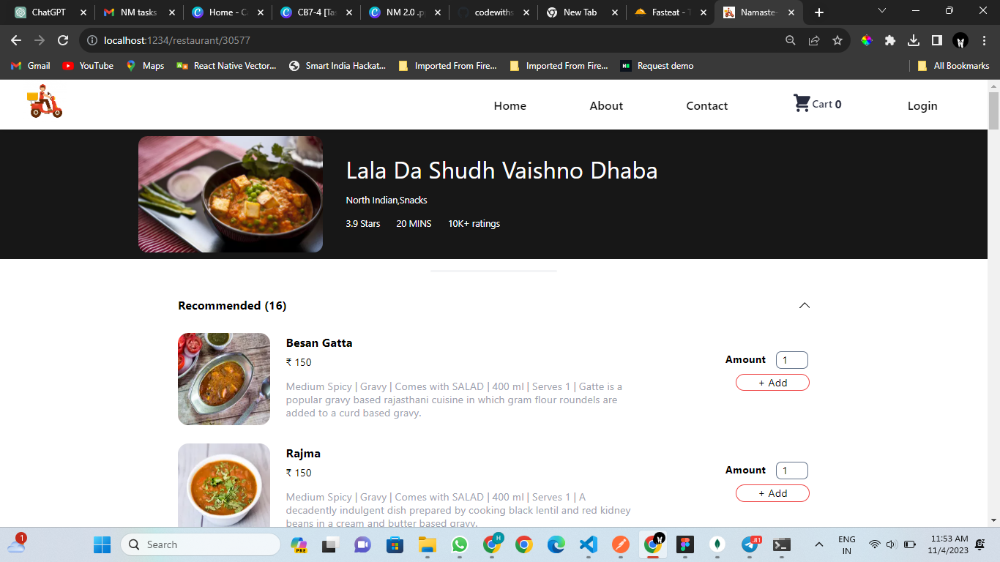 ChatGPT
NM tasks
Home - C
CB7-4 [Tas
NM 2.0 .p
codewiths
New Tab
Fasteat - T
Namaste-
localhost:1234/restaurant/30577
Gmail
YouTube
Maps
React Native Vector...
Smart India Hackat...
Imported From Fire...
Imported From Fire...
Request demo
All Bookmarks
Home
About
Contact
Cart 0
Login
Lala Da Shudh Vaishno Dhaba
North Indian,Snacks
3.9 Stars 20 MINS 10K+ ratings
Recommended (16)
Besan Gatta
₹ 150
Medium Spicy | Gravy | Comes with SALAD | 400 ml | Serves 1 | Gatte is a
popular gravy based rajasthani cuisine in which gram flour roundels are
added to a curd based gravy.
Amount 1
+ Add
Rajma
₹ 150
Medium Spicy | Gravy | Comes with SALAD | 400 ml | Serves 1 | A
decadently indulgent dish prepared by cooking black lentil and red kidney
beans in a cream and butter based gravy.
Amount 1
+ Add
1
Search
PRE
H
81
ENG
IN
11:53 AM
11/4/2023